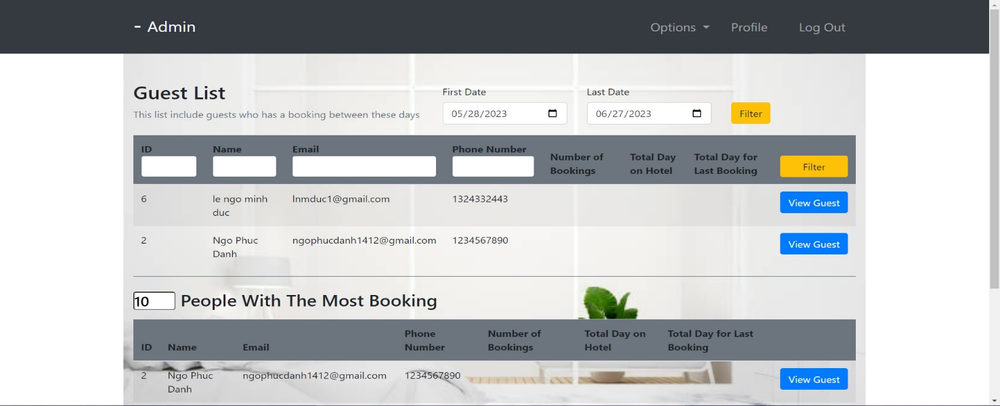 - Admin
Options
Profile
Log Out
Guest List
This list include guests who has a booking between these days
First Date
05/28/2023
Last Date
06/27/2023
Filter
ID
Name
Email
Phone Number
Number of
Bookings
Total Day
on Hotel
Total Day for
Last Booking
Filter
6
le ngo minh
duc
lnmduc1@gmail.com
1324332443
View Guest
2
Ngo Phuc
Danh
ngophucdanh1412@gmail.com
1234567890
View Guest
10 People With The Most Booking
ID
Name
Email
Phone
Number
Number of
Bookings
Total Day on
Hotel
Total Day for Last
Booking
2
Ngo Phuc
Danh
ngophucdanh1412@gmail.com
1234567890
View Guest